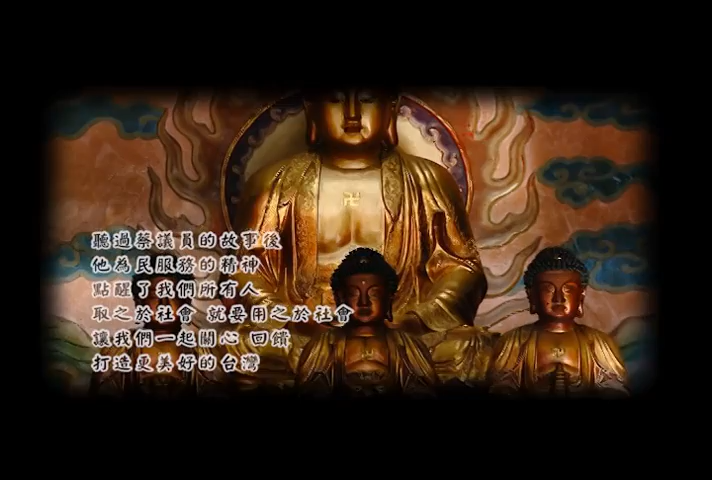 聽過蔡議員的故事後
他為民服務的精神
點醒了我們所有人
取之於社會 就要用之於社會
讓我們一起關心 回饋
打造更美好的台灣